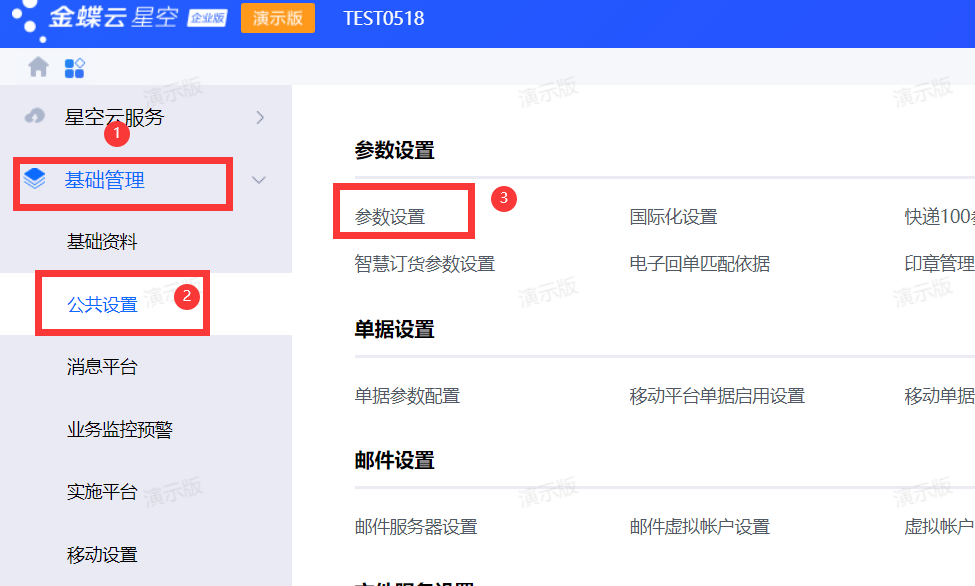 金蝶云星空 企业版 演示版 TEST0518
演示版 演示版 演示版
星空云服务
1
参数设置
基础管理
3
参数设置 国际化设置 快递100参
基础资料
智慧订货参数设置 电子回单匹配依据 印章管理
公共设置 2
演示版 演示版 演示版
单据设置
消息平台
单据参数配置 移动平台单据启用设置 移动单据
业务监控预警
邮件设置
实施平台
演示版 演示版 演示版
邮件服务器设置 邮件虚拟帐户设置 虚拟帐户
移动设置
文件服务设置